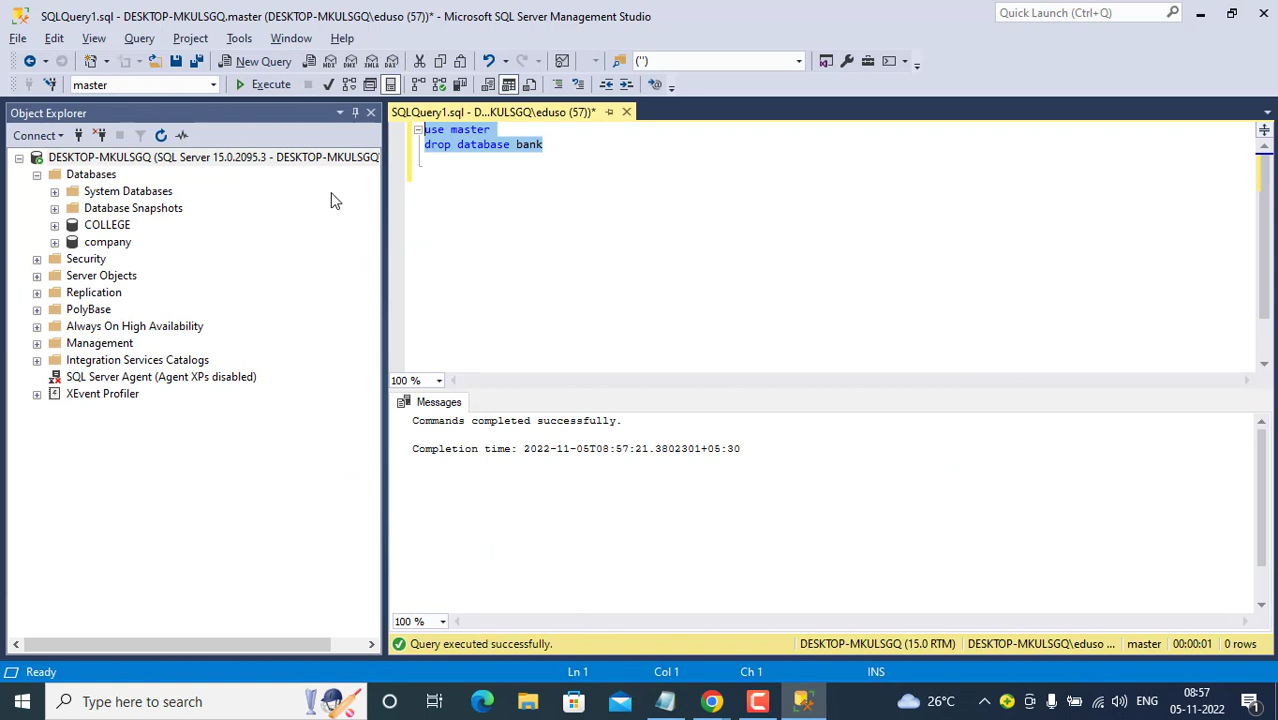 SQLQuery1.sql - DESKTOP-MKULSGQ.master (DESKTOP-MKULSGQ\eduso (57))* - Microsoft SQL Server Management Studio
Quick Launch (Ctrl+Q)
File Edit View Query Project Tools Window Help
New Query
MDX DMX XMLA DAX
(")
master
Execute
Object Explorer
SQLQuery1.sql - D...KULSGQ\eduso (57))*
Connect
DESKTOP-MKULSGQ (SQL Server 15.0.2095.3 - DESKTOP-MKULSGQ\
Databases
System Databases
Database Snapshots
COLLEGE
company
Security
Server Objects
Replication
PolyBase
Always On High Availability
Management
Integration Services Catalogs
SQL Server Agent (Agent XPs disabled)
XEvent Profiler
use master
drop database bank
100 %
Messages
Commands completed successfully.
Completion time: 2022-11-05T08:57:21.3802301+05:30
100 %
Query executed successfully.
DESKTOP-MKULSGQ (15.0 RTM)
DESKTOP-MKULSGQ\eduso ...
master
00:00:01
0 rows
Ready
Ln 1
Col 1
Ch 1
INS
Type here to search
26°C
ENG
08:57
05-11-2022
1